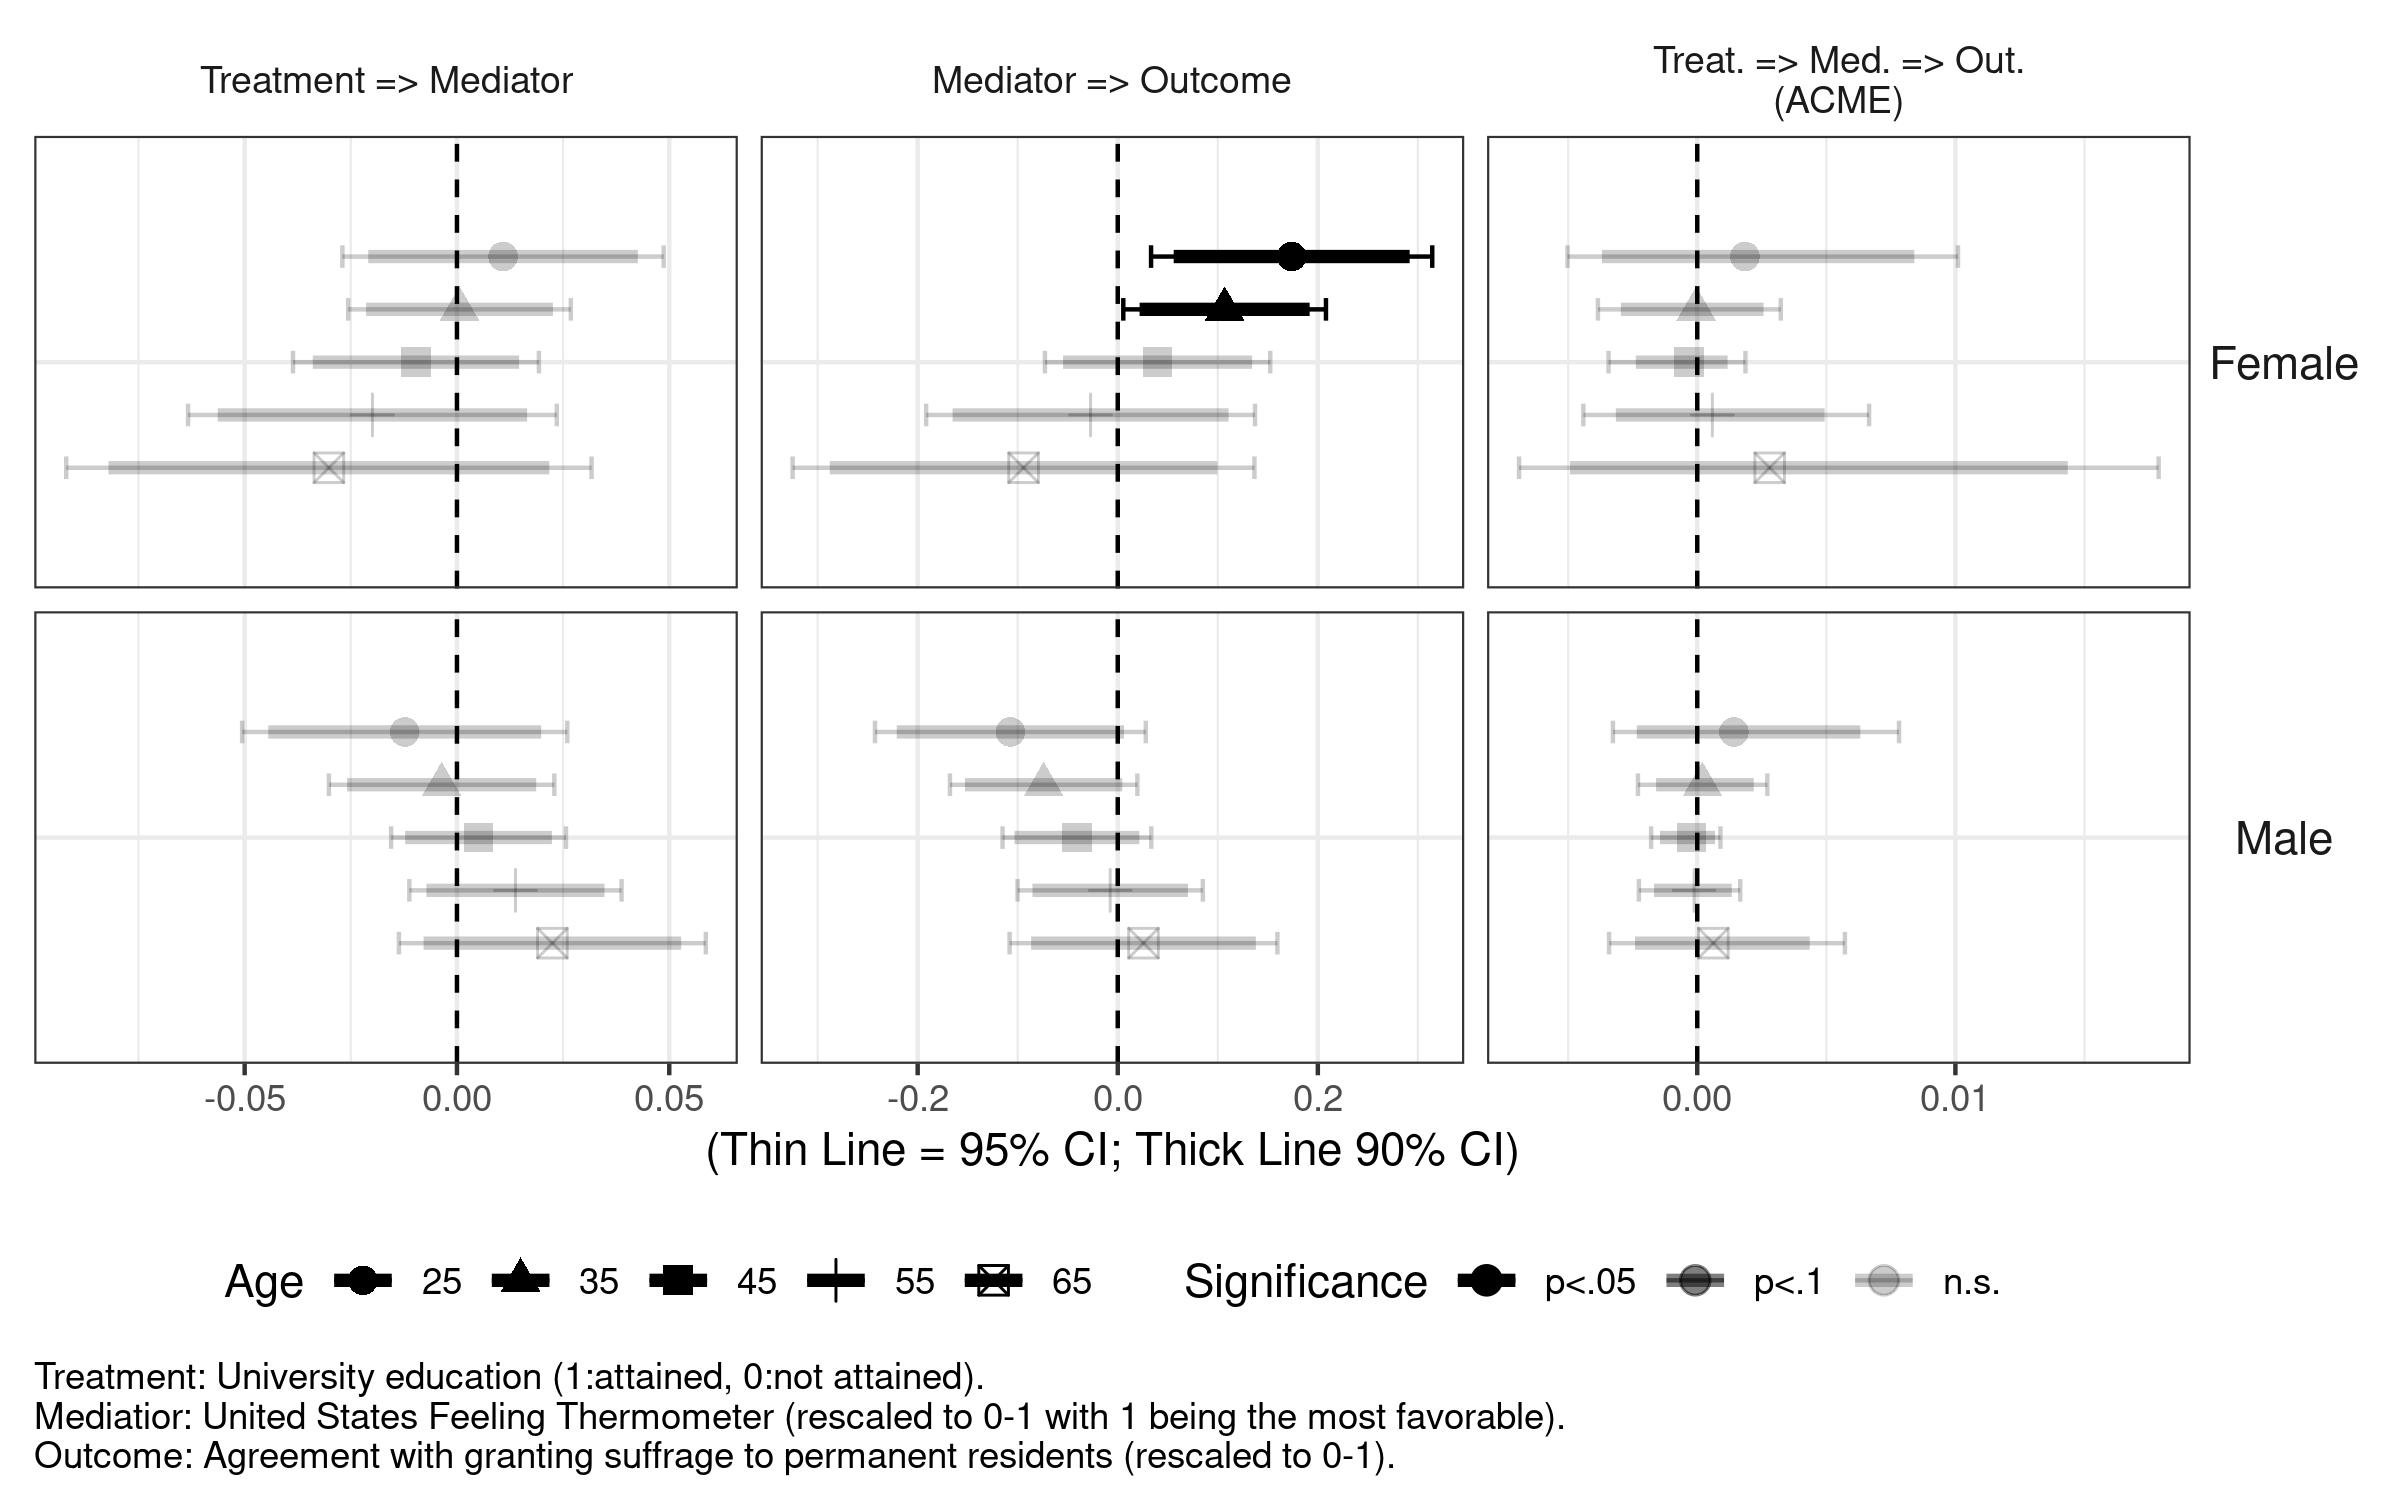 Treatment => Mediator
Mediator => Outcome
Treat. => Med. => Out.
(ACME)
Female
Male
-0.05 0.00 0.05 -0.2 0.0 0.2 0.00 0.01
(Thin Line = 95% CI; Thick Line 90% CI)
Age 25 35 45 55 65 Significance p<.05 p<.1 n.s.
Treatment: University education (1:attained, 0:not attained).
Mediatior: United States Feeling Thermometer (rescaled to 0-1 with 1 being the most favorable).
Outcome: Agreement with granting suffrage to permanent residents (rescaled to 0-1).